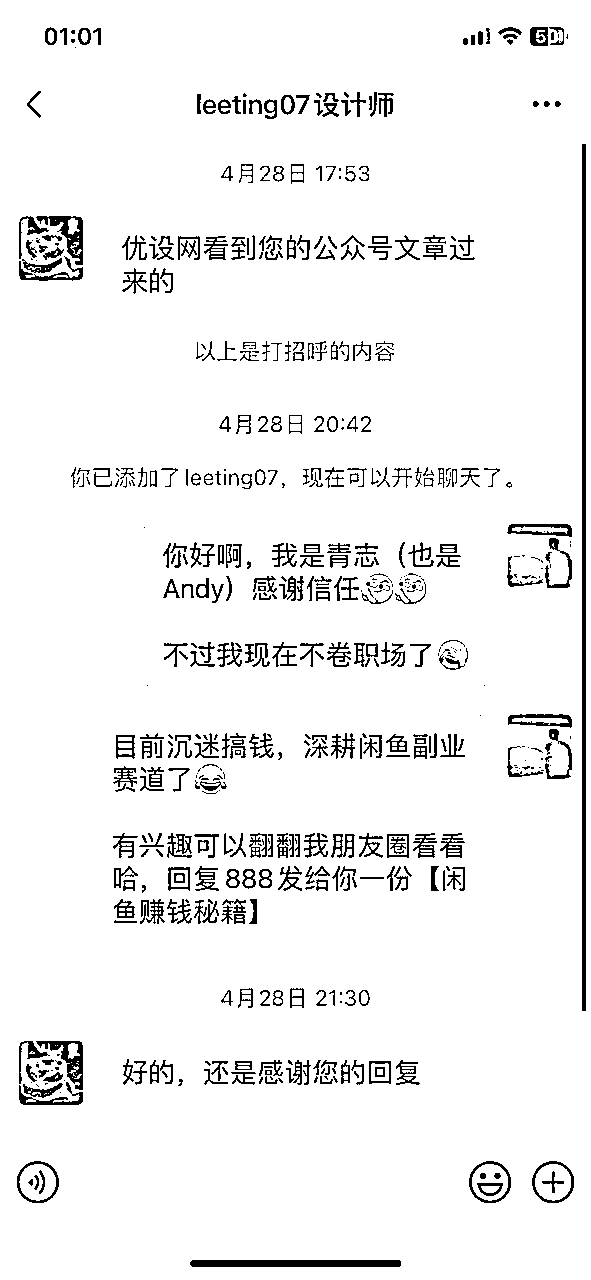 01:01
leeting07设计师
4月28日 17:53
优设网看到您的公众号文章过
来的
以上是打招呼的内容
4月28日 20:42
你已添加了leeting07，现在可以开始聊天了。
你好啊，我是青志（也是
Andy）感谢信任
不过我现在不卷职场了
目前沉迷搞钱，深耕闲鱼副业
赛道了😂
有兴趣可以翻翻我朋友圈看看
哈，回复888发给你一份【闲
鱼赚钱秘籍】
4月28日 21:30
好的，还是感谢您的回复